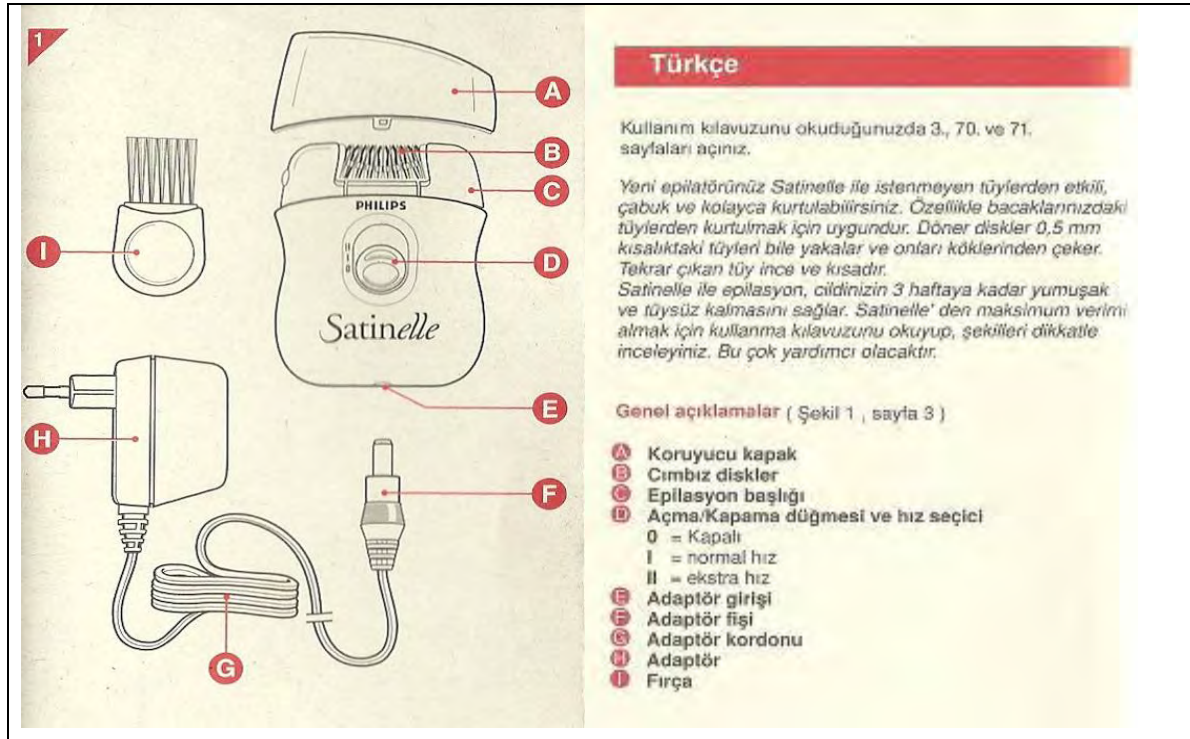 1
A
B
C
PHILIPS
II
I
0
D
I
Satinelle
E
H
F
G
Türkçe
Kullanım kılavuzunu okuduğunuzda 3., 70. ve 71.
sayfaları açınız.
Yeni epilatörünüz Satinelle ile istenmeyen tüylerden etkili,
çabuk ve kolayca kurtulabilirsiniz. Özellikle bacaklarınızdaki
tüylerden kurtulmak için uygundur. Döner diskler 0,5 mm
kısalıktaki tüyleri bile yakalar ve onları köklerinden çeker.
Tekrar çıkan tüy ince ve kısadır.
Satinelle ile epilasyon, cildinizin 3 haftaya kadar yumuşak
ve tüysüz kalmasını sağlar. Satinelle' den maksimum verimi
almak için kullanma kılavuzunu okuyup, şekilleri dikkatle
inceleyiniz. Bu çok yardımcı olacaktır.
Genel açıklamalar ( Şekil 1 , sayfa 3 )
A Koruyucu kapak
B Cımbız diskler
C Epilasyon başlığı
D Açma/Kapama düğmesi ve hız seçici
0 = Kapalı
I = normal hız
II = ekstra hız
E Adaptör girişi
F Adaptör fişi
G Adaptör kordonu
H Adaptör
I Fırça